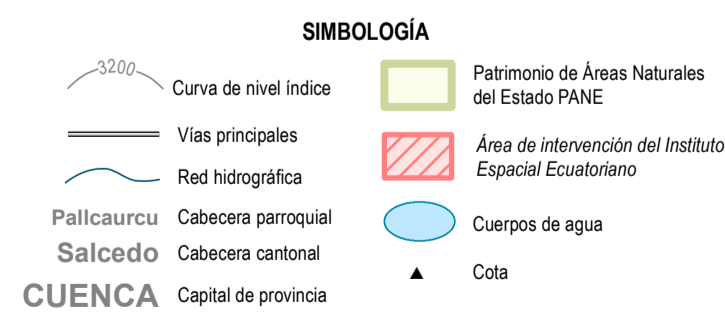 SIMBOLOGÍA
3200
Curva de nivel índice
Vías principales
Red hidrográfica
Pallcaurcu Cabecera parroquial
Salcedo Cabecera cantonal
CUENCA Capital de provincia
Patrimonio de Áreas Naturales
del Estado PANE
Área de intervención del Instituto
Espacial Ecuatoriano
Cuerpos de agua
Cota